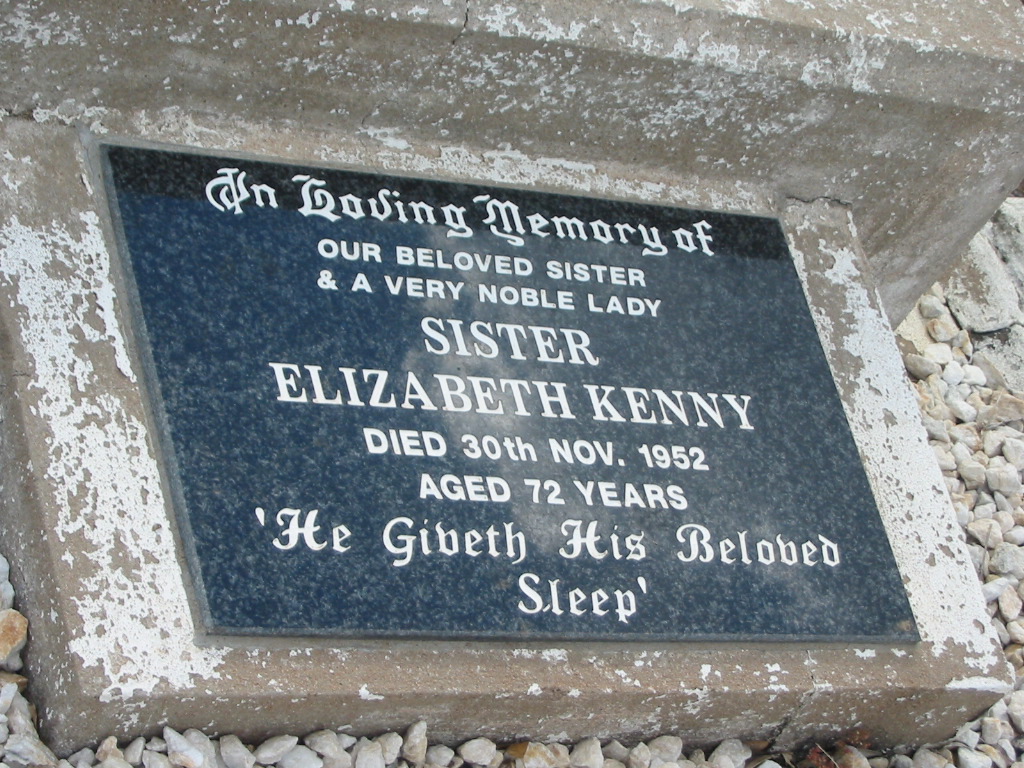 In Loving Memory of
OUR BELOVED SISTER
& A VERY NOBLE LADY
SISTER
ELIZABETH KENNY
DIED 30th NOV. 1952
AGED 72 YEARS
'He Giveth His Beloved
Sleep'